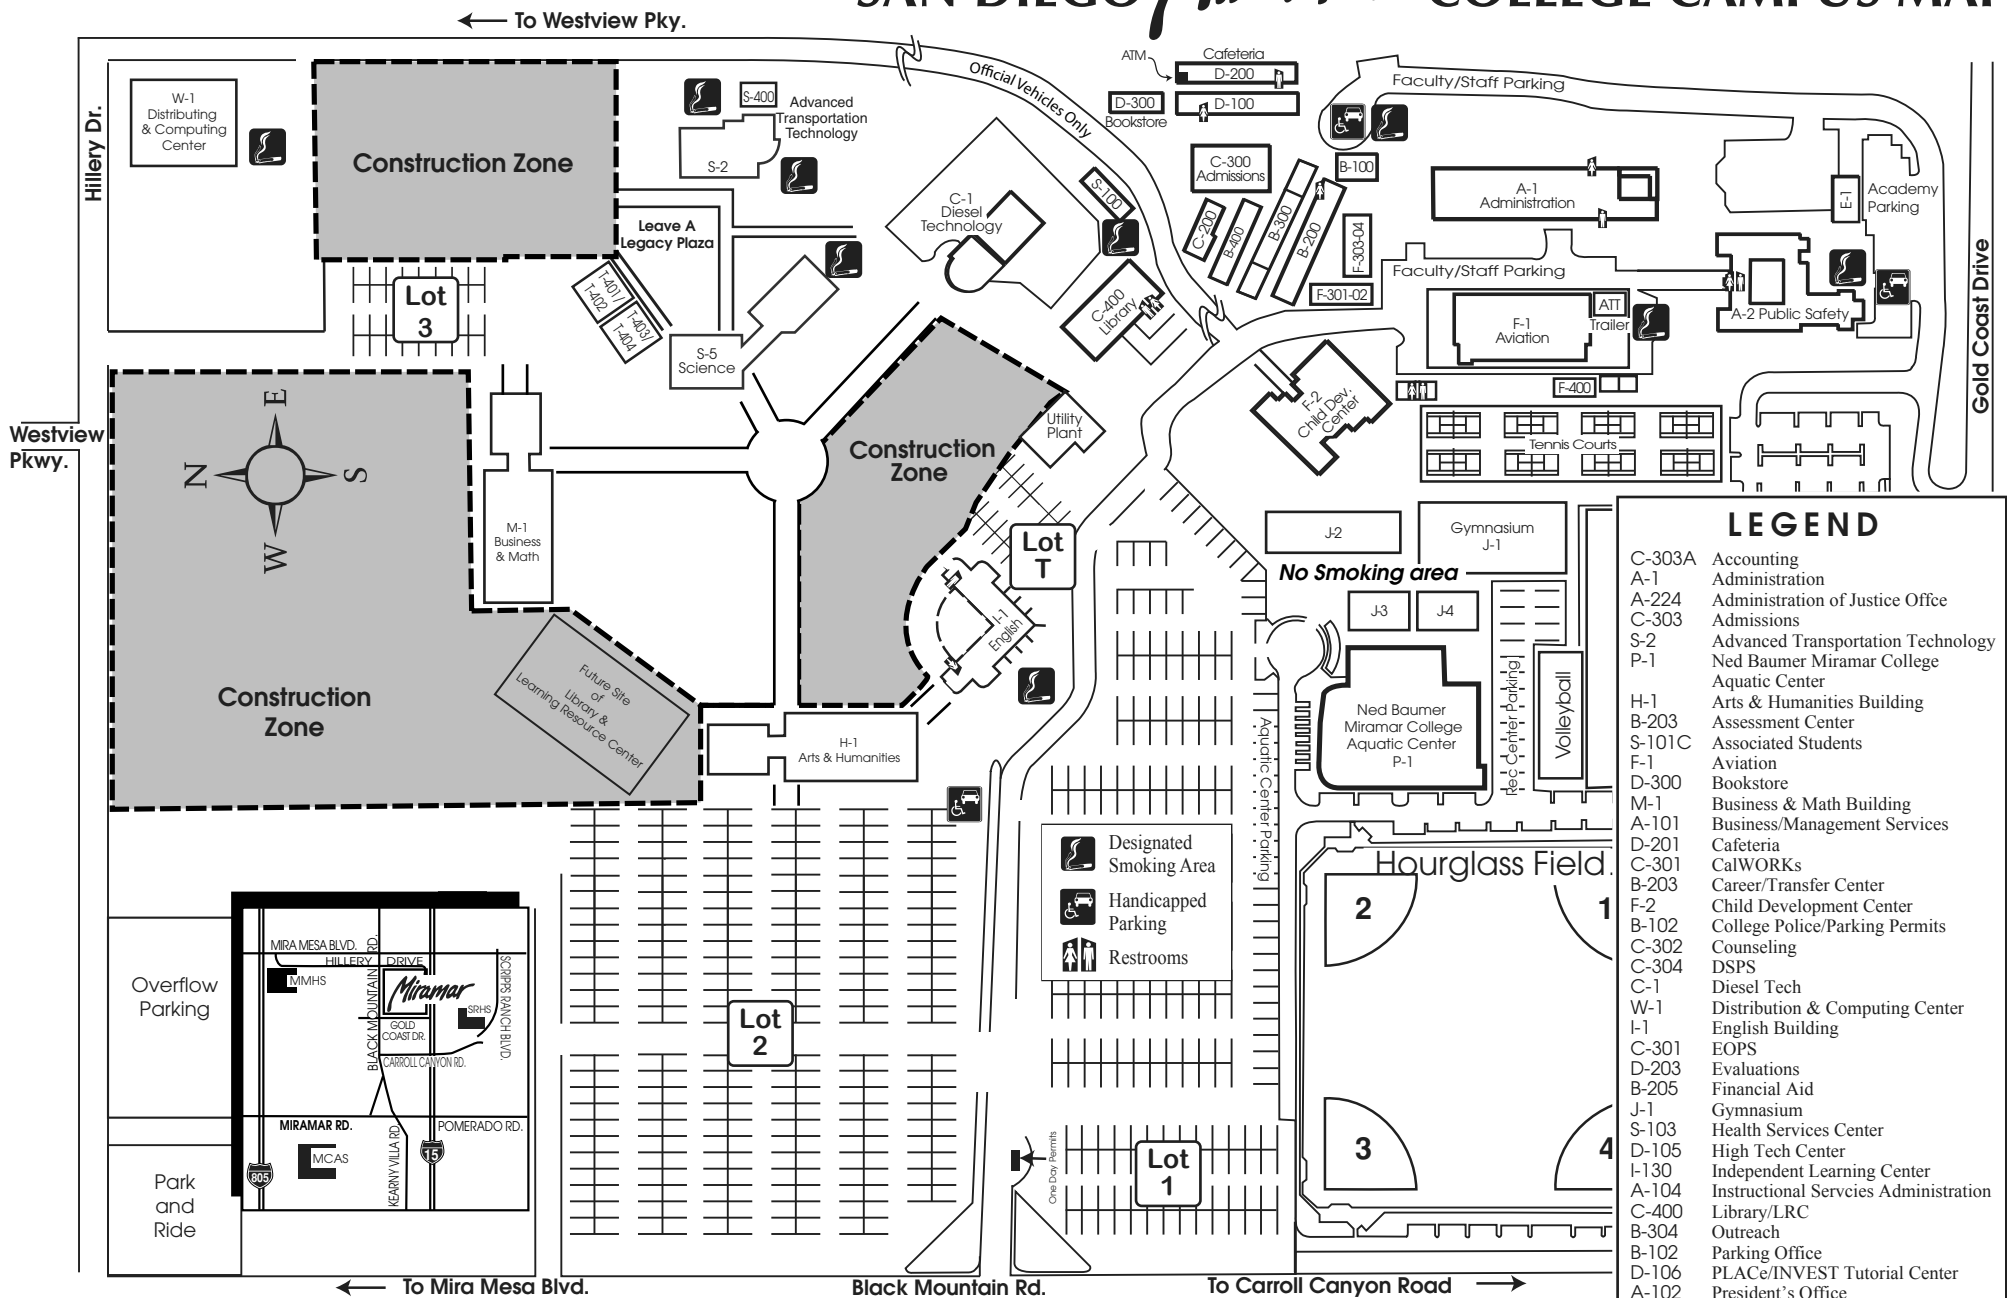 SAN DIEGO COLLEGE CAMPUS MAP
To Westview Pky.
Hillery Dr.
W-1
Distributing
& Computing
Center
Construction Zone
S-400
Advanced
Transportation
Technology
S-2
Official Vehicles Only
ATM
Cafeteria
D-200
D-300
D-100
Bookstore
Faculty/Staff Parking
C-300
Admissions
B-100
A-1
Administration
E-1
Academy
Parking
Leave A
Legacy Plaza
C-1
Diesel
Technology
S-100
C-200
B-400
B-300
B-200
F-303-04
F-301-02
Faculty/Staff Parking
A-2 Public Safety
Gold Coast Drive
Lot
3
T-401/
T-402
T-403/
T-404
S-5
Science
C-400
Library
ATT
Trailer
F-1
Aviation
F-400
F-2
Child Dev.
Center
Tennis Courts
Westview
Pkwy.
E
N
S
W
M-1
Business
& Math
Construction
Zone
Utility
Plant
Lot
T
I-1
English
J-2
Gymnasium
J-1
No Smoking area
J-3
J-4
Construction
Zone
Future Site
of
Library &
Learning Resource Center
H-1
Arts & Humanities
Aquatic Center Parking
Ned Baumer
Miramar College
Aquatic Center
P-1
Rec Center Parking
Volleyball
Designated
Smoking Area
Handicapped
Parking
Restrooms
Hourglass Field
2
1
3
4
Overflow
Parking
Park
and
Ride
MIRA MESA BLVD.
HILLERY DRIVE
BLACK MOUNTAIN RD.
MMHS
Miramar
SRHS
SCRIPPS RANCH BLVD.
GOLD
COAST DR.
CARROLL CANYON RD.
MIRAMAR RD.
POMERADO RD.
MCAS
KEARNY VILLA RD.
805
15
Lot
2
One Day Permits
Lot
1
To Mira Mesa Blvd.
Black Mountain Rd.
To Carroll Canyon Road
LEGEND
C-303A Accounting
A-1 Administration
A-224 Administration of Justice Offce
C-303 Admissions
S-2 Advanced Transportation Technology
P-1 Ned Baumer Miramar College
Aquatic Center
H-1 Arts & Humanities Building
B-203 Assessment Center
S-101C Associated Students
F-1 Aviation
D-300 Bookstore
M-1 Business & Math Building
A-101 Business/Management Services
D-201 Cafeteria
C-301 CalWORKs
B-203 Career/Transfer Center
F-2 Child Development Center
B-102 College Police/Parking Permits
C-302 Counseling
C-304 DSPS
C-1 Diesel Tech
W-1 Distribution & Computing Center
I-1 English Building
C-301 EOPS
D-203 Evaluations
B-205 Financial Aid
J-1 Gymnasium
S-103 Health Services Center
D-105 High Tech Center
I-130 Independent Learning Center
A-104 Instructional Servcies Administration
C-400 Library/LRC
B-304 Outreach
B-102 Parking Office
D-106 PLACe/INVEST Tutorial Center
A-102 President's Office